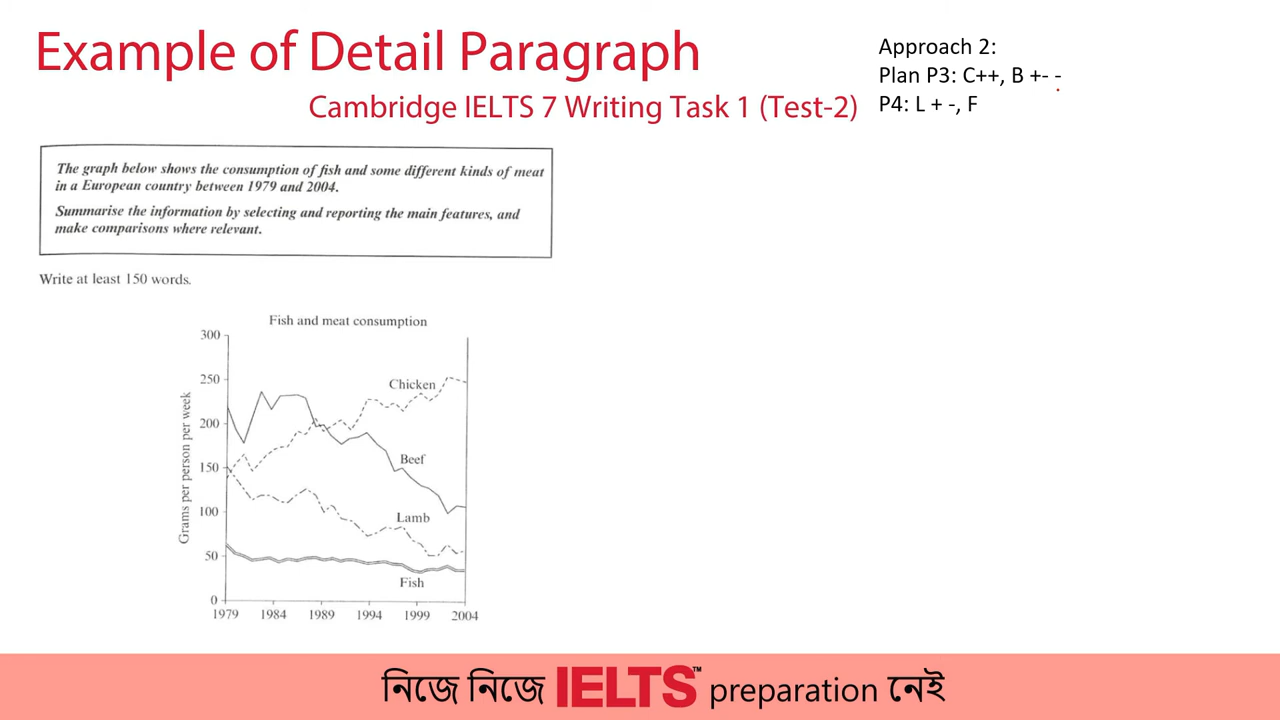 Example of Detail Paragraph
Cambridge IELTS 7 Writing Task 1 (Test-2)
Approach 2:
Plan P3: C++, B +- -
P4: L + -, F
The graph below shows the consumption of fish and some different kinds of meat
in a European country between 1979 and 2004.
Summarise the information by selecting and reporting the main features, and
make comparisons where relevant.
Write at least 150 words.
Fish and meat consumption
Grams per person per week
300
250
200
150
100
50
0
Chicken
Beef
Lamb
Fish
1979 1984 1989 1994 1999 2004
নিজে নিজে IELTS™ preparation নেই